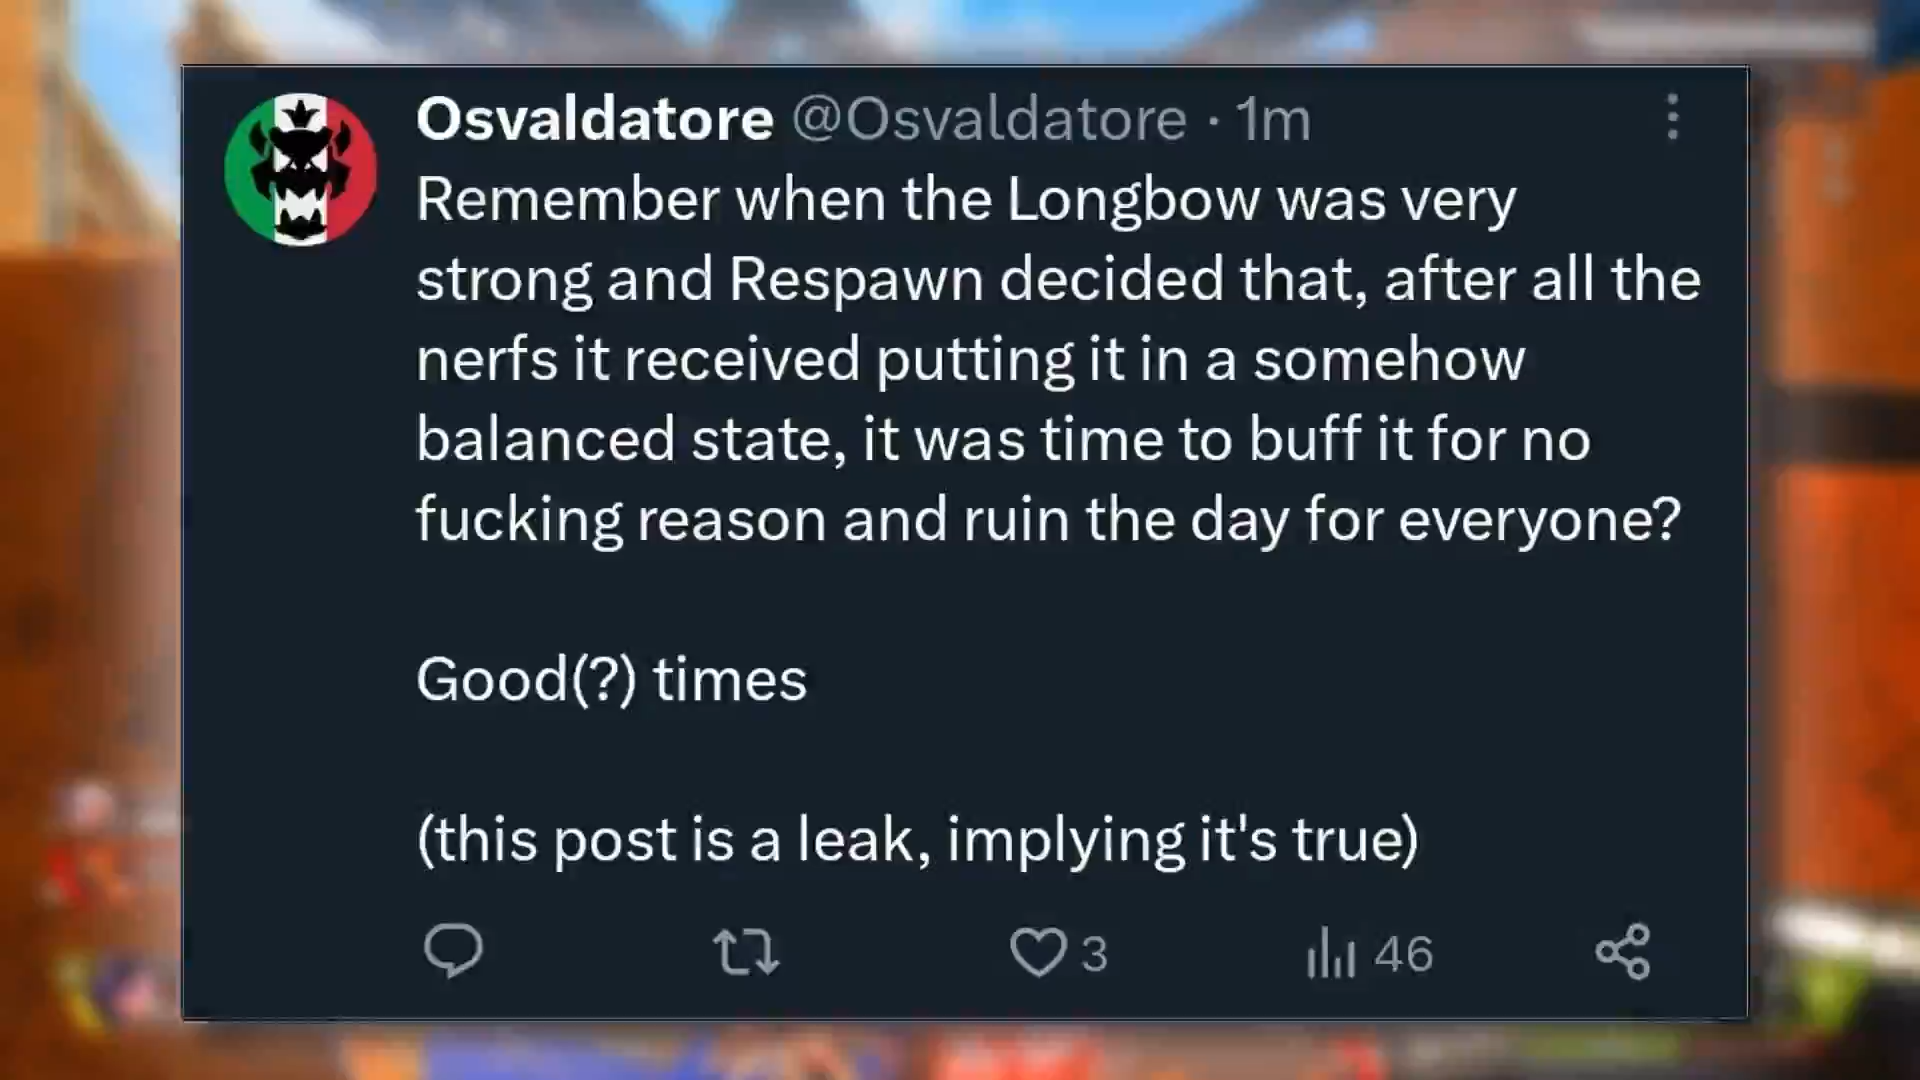 Osvaldatore @Osvaldatore · 1m
Remember when the Longbow was very
strong and Respawn decided that, after all the
nerfs it received putting it in a somehow
balanced state, it was time to buff it for no
fucking reason and ruin the day for everyone?
Good(?) times
(this post is a leak, implying it's true)
3 46